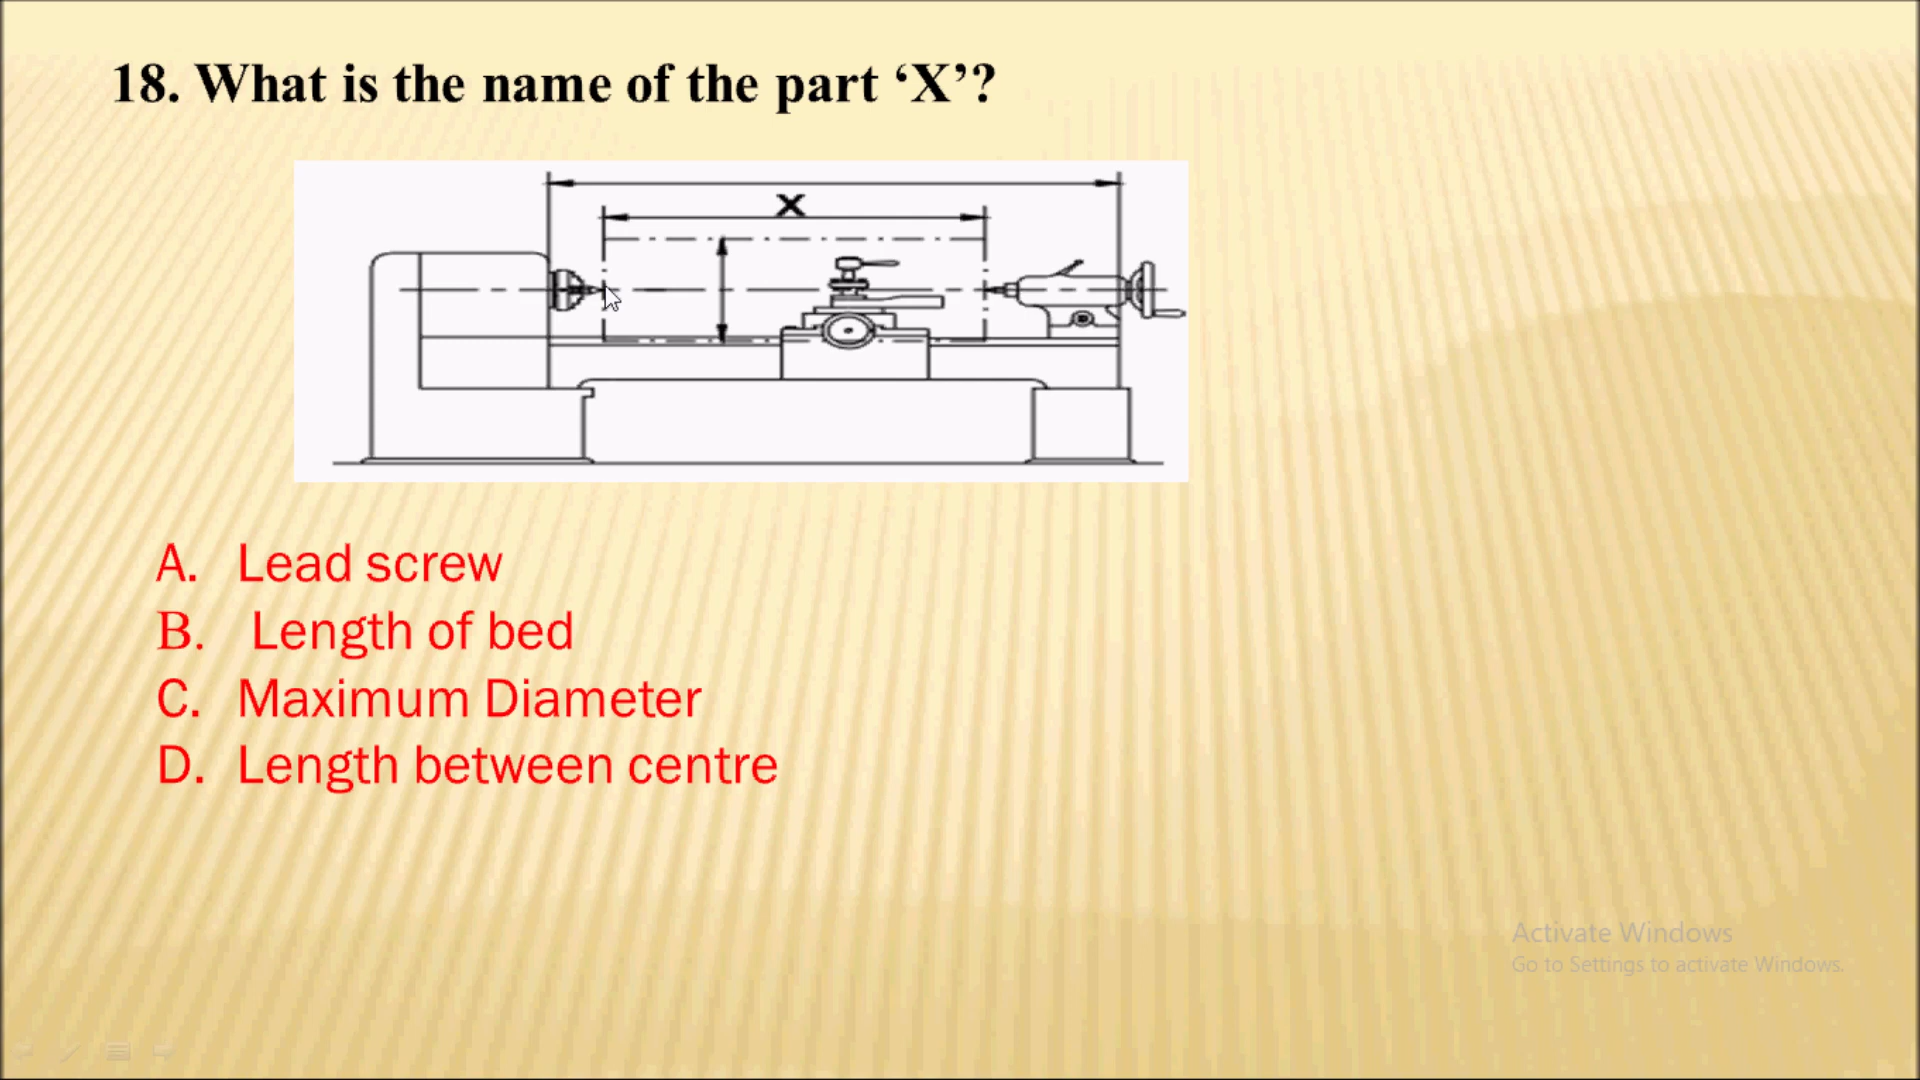 18. What is the name of the part ‘X’?
X
A. Lead screw
B. Length of bed
C. Maximum Diameter
D. Length between centre
Activate Windows
Go to Settings to activate Windows.